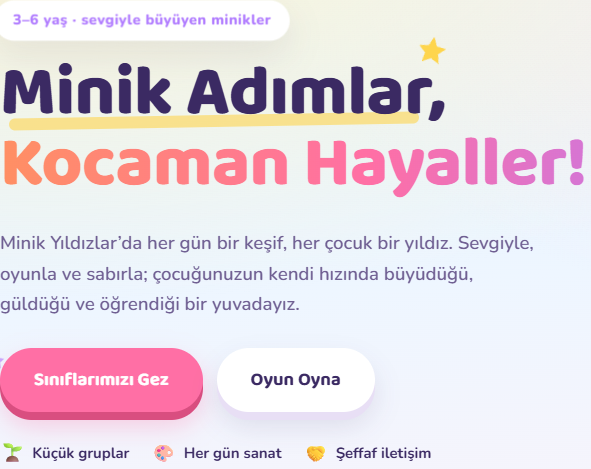 3–6 yaş · sevgiyle büyüyen minikler
Minik Adımlar,
Kocaman Hayaller!
Minik Yıldızlar’da her gün bir keşif, her çocuk bir yıldız. Sevgiyle,
oyunla ve sabırla; çocuğunuzun kendi hızında büyüdüğü,
güldüğü ve öğrendiği bir yuvadayız.
Sınıflarımızı Gez
Oyun Oyna
Küçük gruplar
Her gün sanat
Şeffaf iletişim